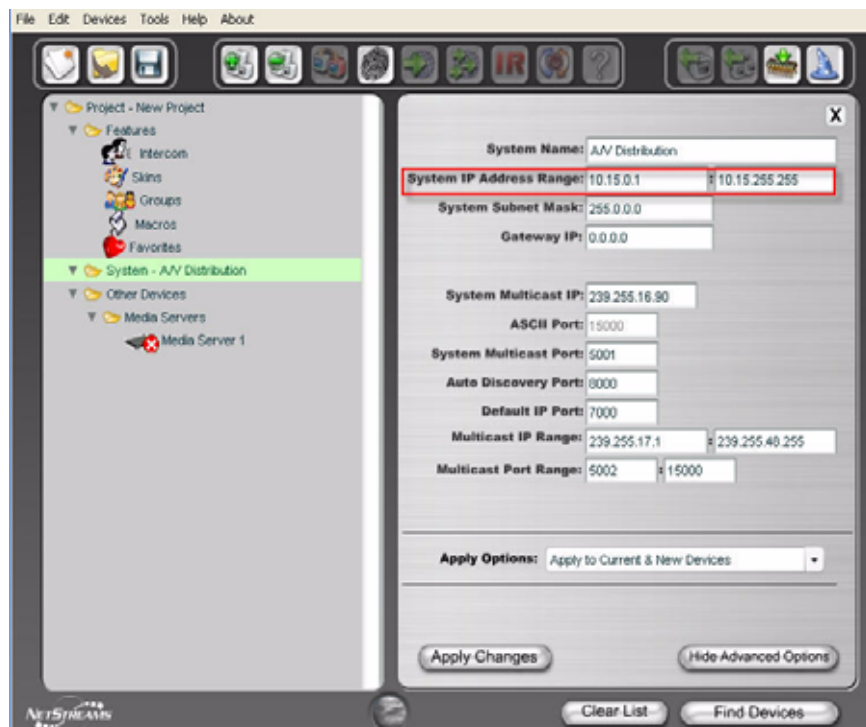 File Edit Devices Tools Help About
IR ?
Project - New Project
Features
Intercom
Skins
Groups
Macros
Favorites
System - A/V Distribution
Other Devices
Media Servers
Media Server 1
X
System Name: A/V Distribution
System IP Address Range: 10.15.0.1 : 10.15.255.255
System Subnet Mask: 255.0.0.0
Gateway IP: 0.0.0.0
System Multicast IP: 239.255.16.90
ASCII Port: 15000
System Multicast Port: 5001
Auto Discovery Port: 8000
Default IP Port: 7000
Multicast IP Range: 239.255.17.1 : 239.255.48.255
Multicast Port Range: 5002 : 15000
Apply Options: Apply to Current & New Devices
Apply Changes Hide Advanced Options
NETSTREAMS Clear List Find Devices